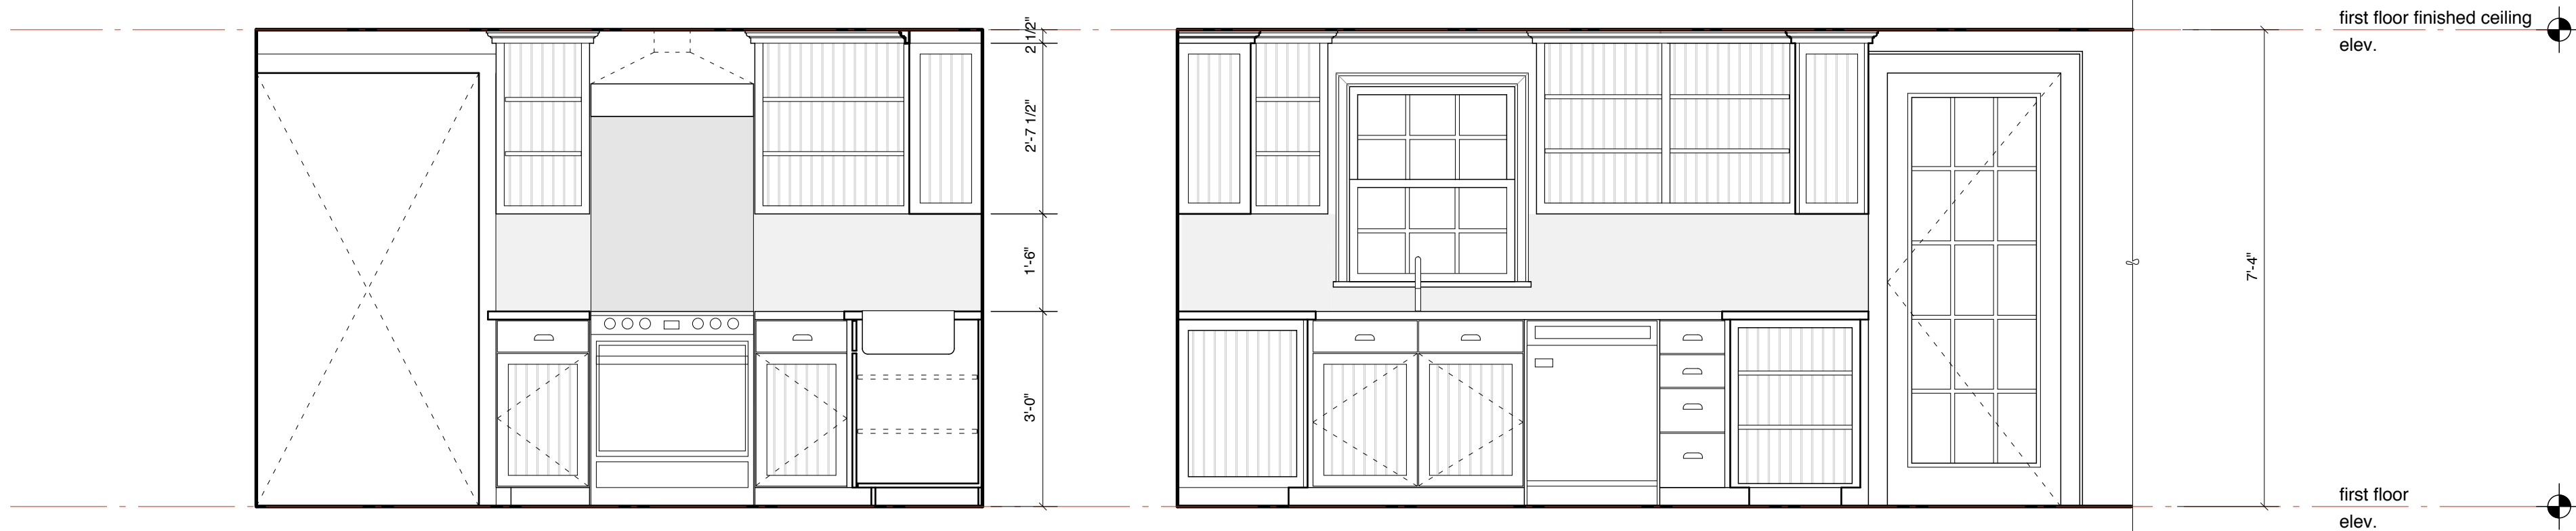 first floor finished ceiling
elev.
2 1/2"
2'-7 1/2"
1'-6"
3'-0"
7'-4"
first floor
elev.